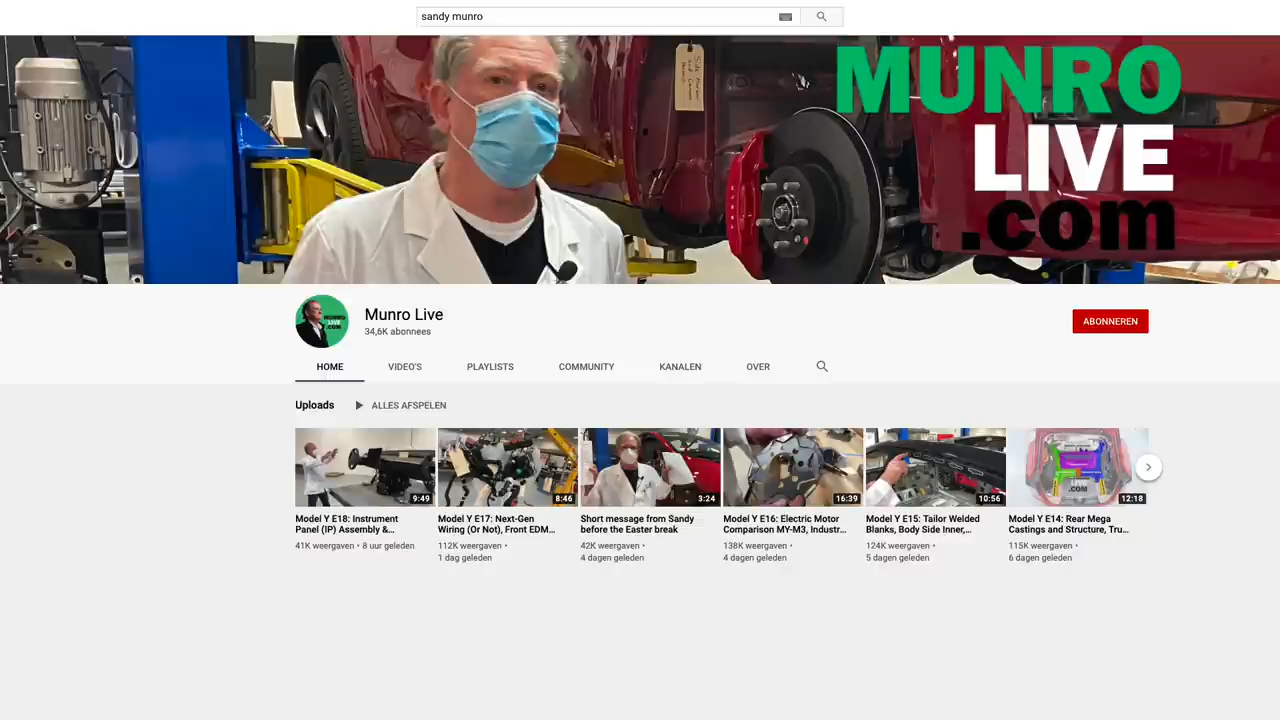 sandy munro
MUNRO
LIVE
.com
Munro Live
34,6K abonnees
ABONNEREN
HOME
VIDEO'S
PLAYLISTS
COMMUNITY
KANALEN
OVER
Uploads
ALLES AFSPELEN
9:49
8:46
3:24
16:39
10:56
12:18
Model Y E18: Instrument
Panel (IP) Assembly &...
41K weergaven • 8 uur geleden
Model Y E17: Next-Gen
Wiring (Or Not), Front EDM...
112K weergaven •
1 dag geleden
Short message from Sandy
before the Easter break
42K weergaven •
4 dagen geleden
Model Y E16: Electric Motor
Comparison MY-M3, Industr...
138K weergaven •
4 dagen geleden
Model Y E15: Tailor Welded
Blanks, Body Side Inner,...
124K weergaven •
5 dagen geleden
Model Y E14: Rear Mega
Castings and Structure, Tru...
115K weergaven •
6 dagen geleden